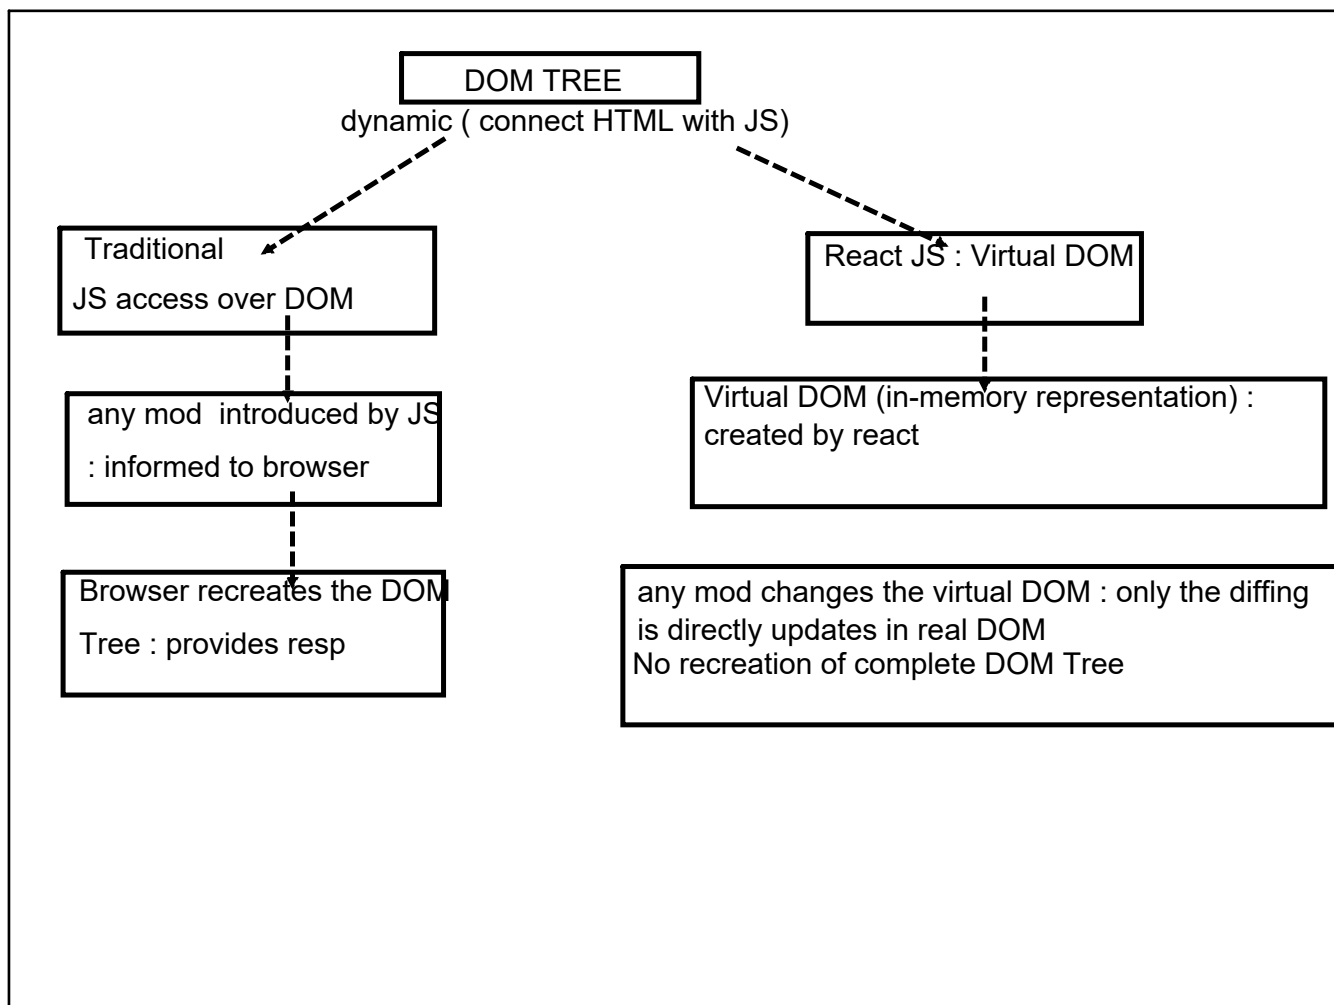 DOM TREE
dynamic ( connect HTML with JS)
Traditional
JS access over DOM
any mod  introduced by JS
: informed to browser
Browser recreates the DOM
Tree : provides resp
React JS : Virtual DOM
Virtual DOM (in-memory representation) :
created by react
any mod changes the virtual DOM : only the diffing
is directly updates in real DOM
No recreation of complete DOM Tree